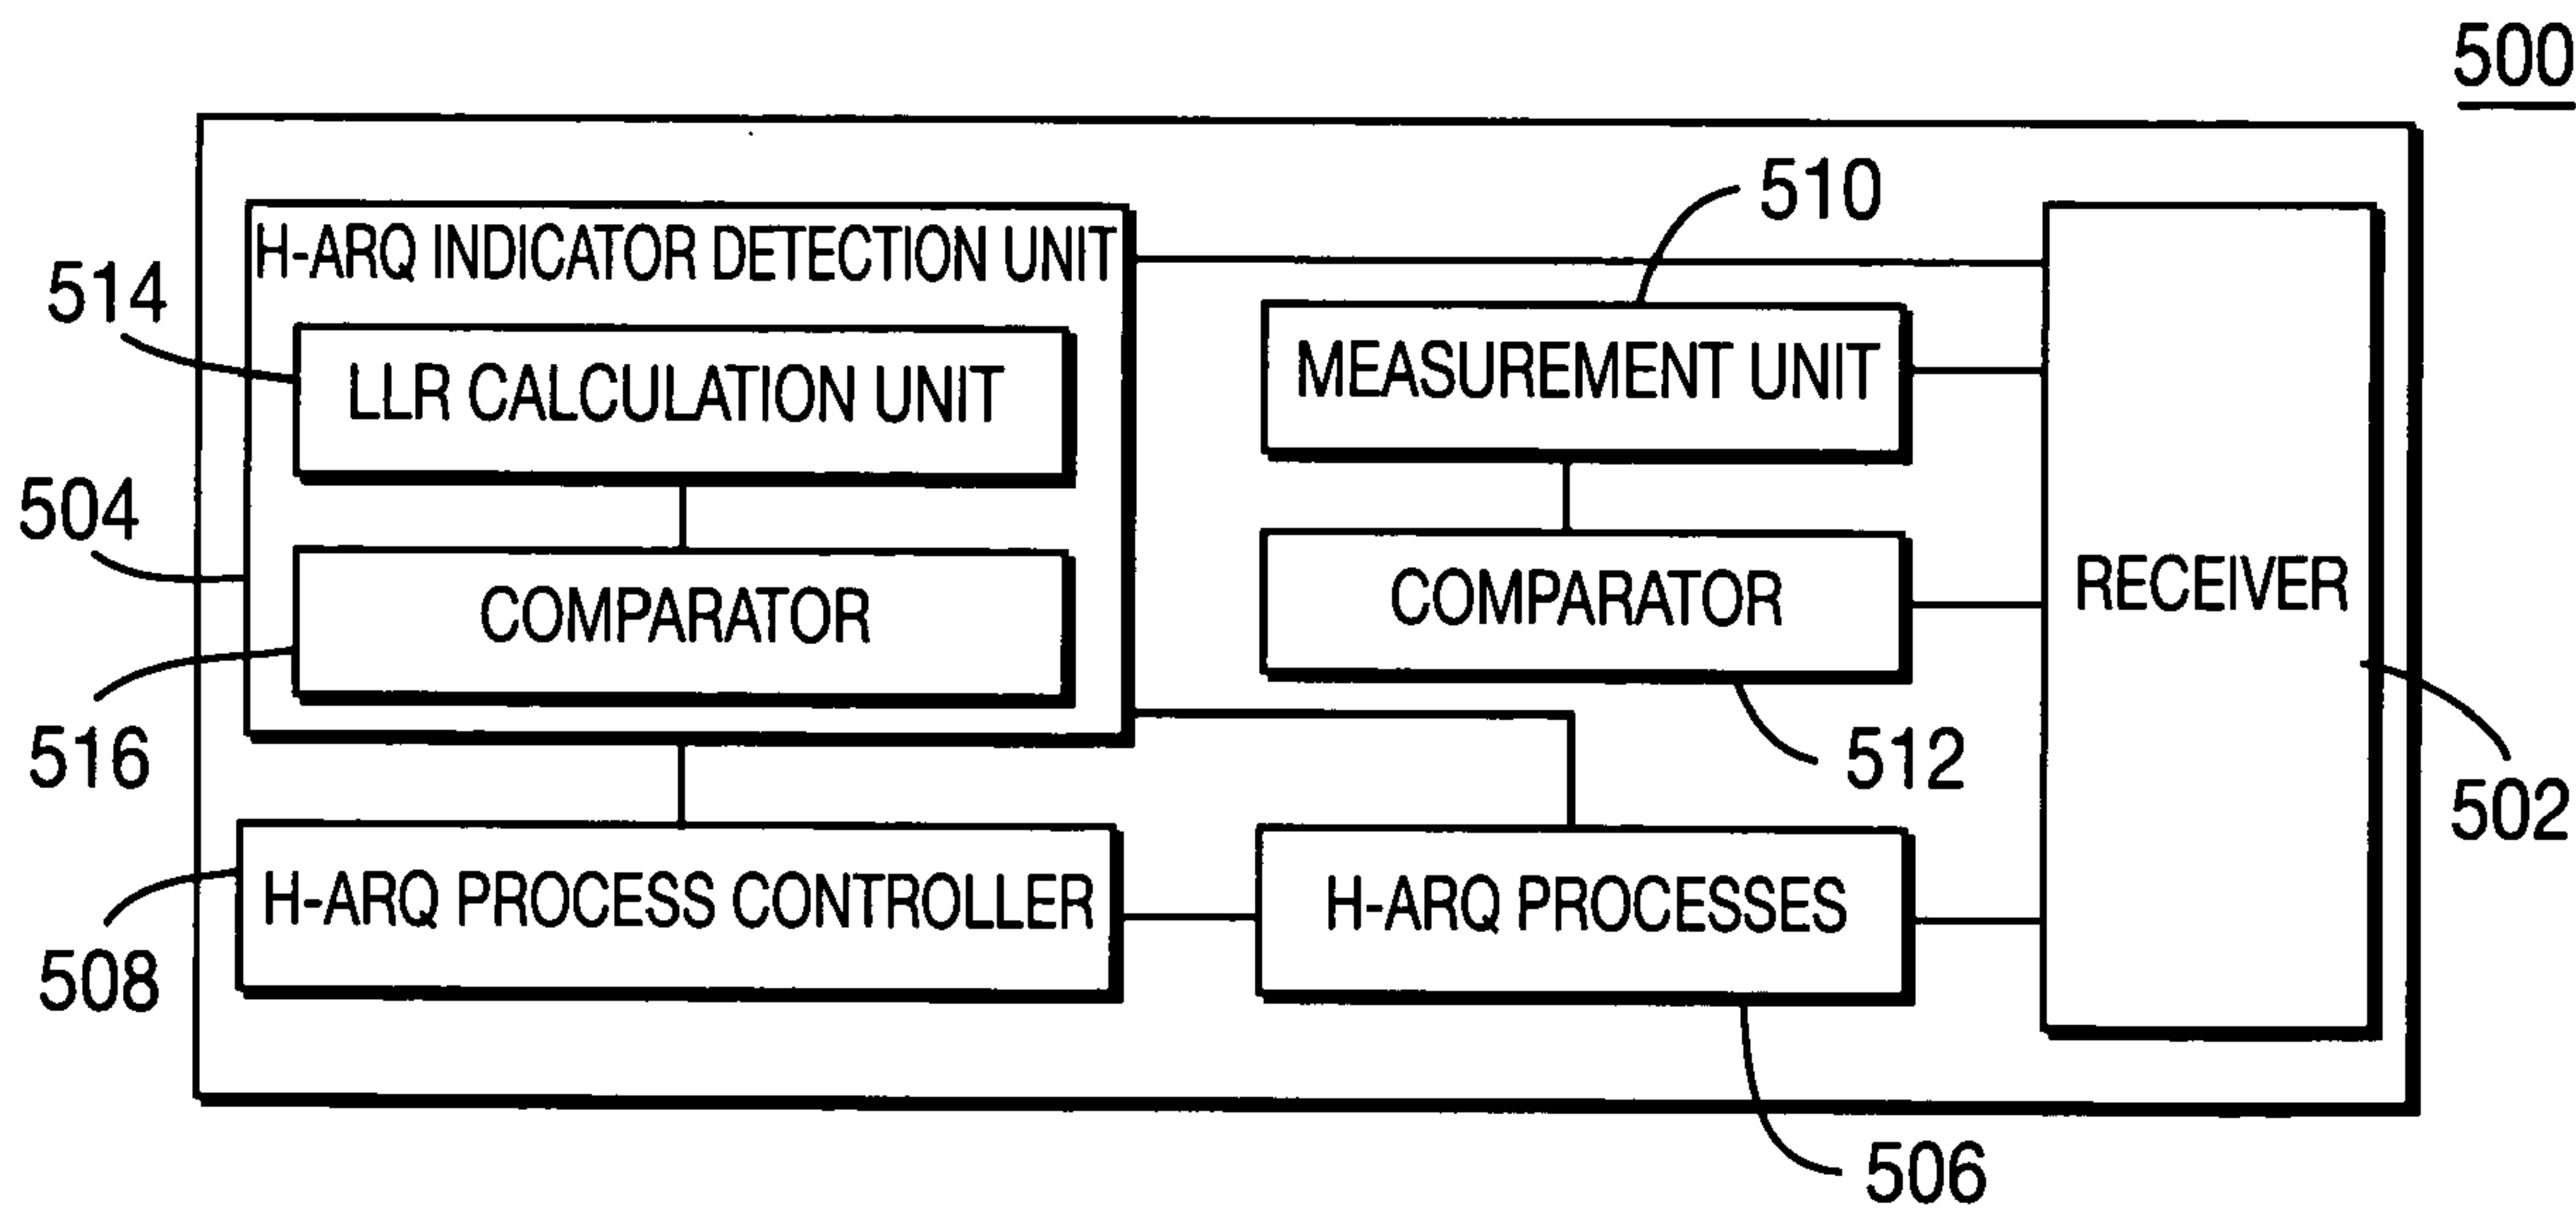 500
510
H-ARQ INDICATOR DETECTION UNIT
514
LLR CALCULATION UNIT
MEASUREMENT UNIT
504
COMPARATOR
COMPARATOR
RECEIVER
516
512
502
H-ARQ PROCESS CONTROLLER
H-ARQ PROCESSES
508
506